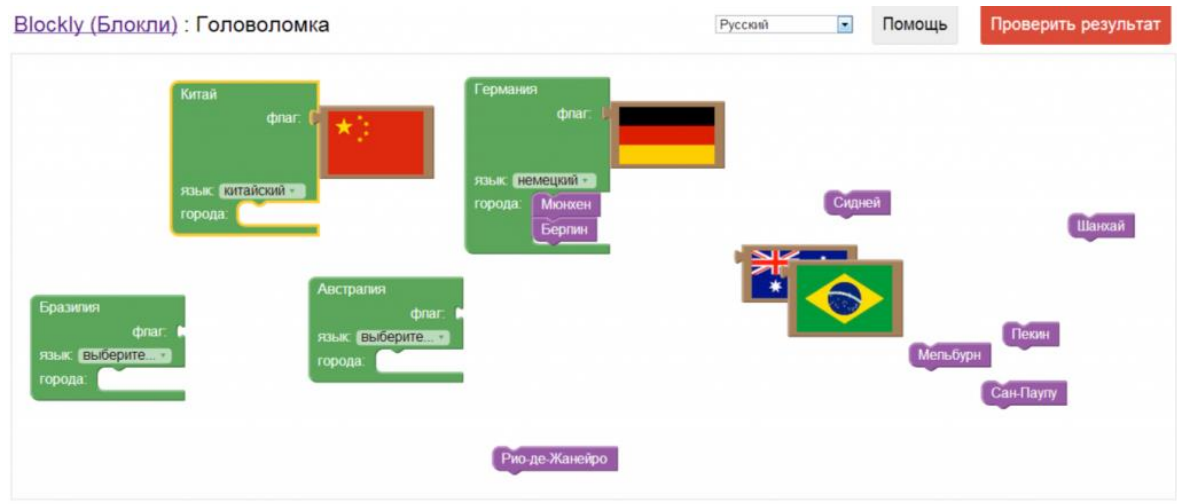 Blockly (Блокли) : Головоломка
Русский
Помощь
Проверить результат
Китай
флаг:
язык: китайский
города:
Германия
флаг:
язык: немецкий
города: Мюнхен
Берлин
Сидней
Шанхай
Бразилия
флаг:
язык: выберите...
города:
Австралия
флаг:
язык: выберите...
города:
Пекин
Мельбурн
Сан-Паулу
Рио-де-Жанейро